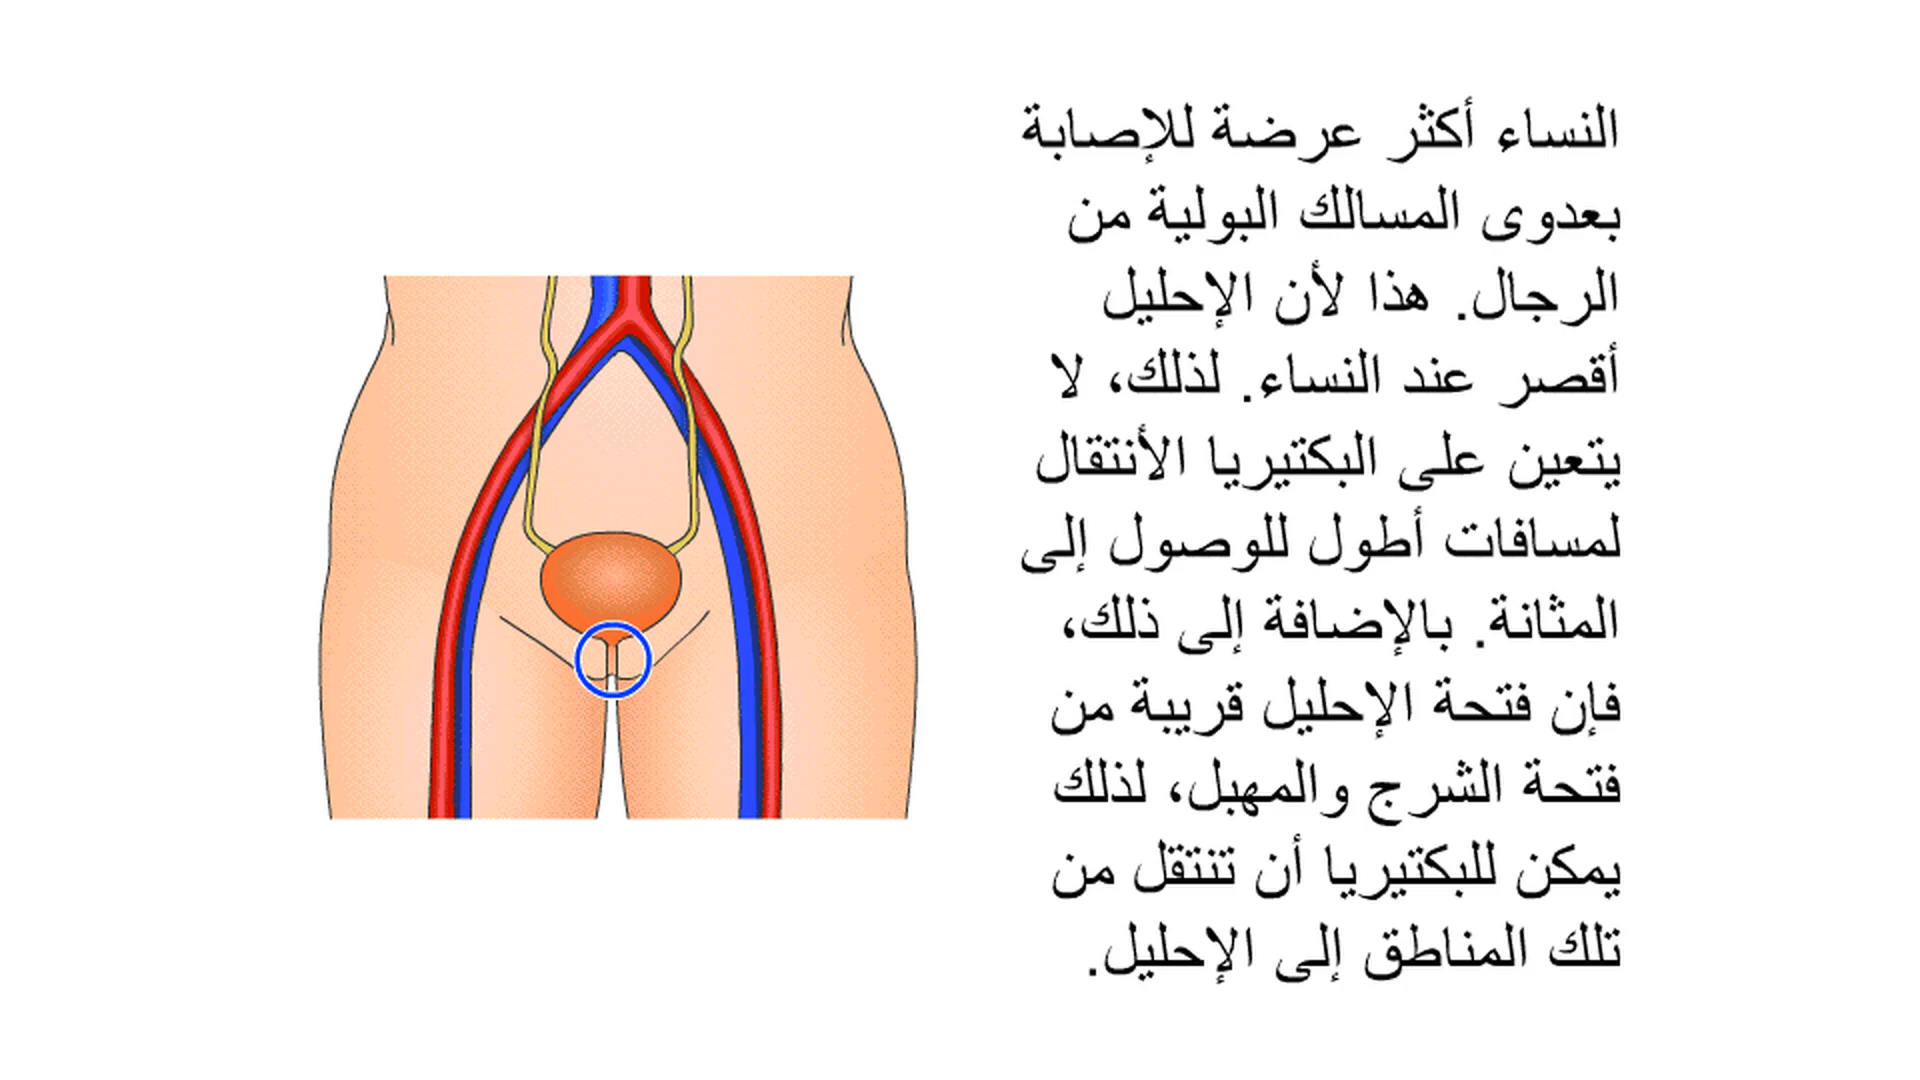 النساء أكثر عرضة للإصابة
بعدوى المسالك البولية من
الرجال. هذا لأن الإحليل
أقصر عند النساء. لذلك، لا
يتعين على البكتيريا الأنتقال
لمسافات أطول للوصول إلى
المثانة. بالإضافة إلى ذلك،
فإن فتحة الإحليل قريبة من
فتحة الشرج والمهبل، لذلك
يمكن للبكتيريا أن تنتقل من
تلك المناطق إلى الإحليل.